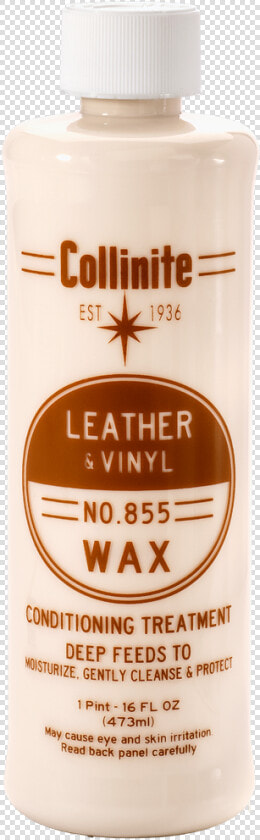 Collinite
EST 1936
LEATHER
& VINYL
NO.855
WAX
CONDITIONING TREATMENT
DEEP FEEDS TO
MOISTURIZE, GENTLY CLEANSE & PROTECT
1 Pint - 16 FL OZ
(473ml)
May cause eye and skin irritation
Read back panel carefully